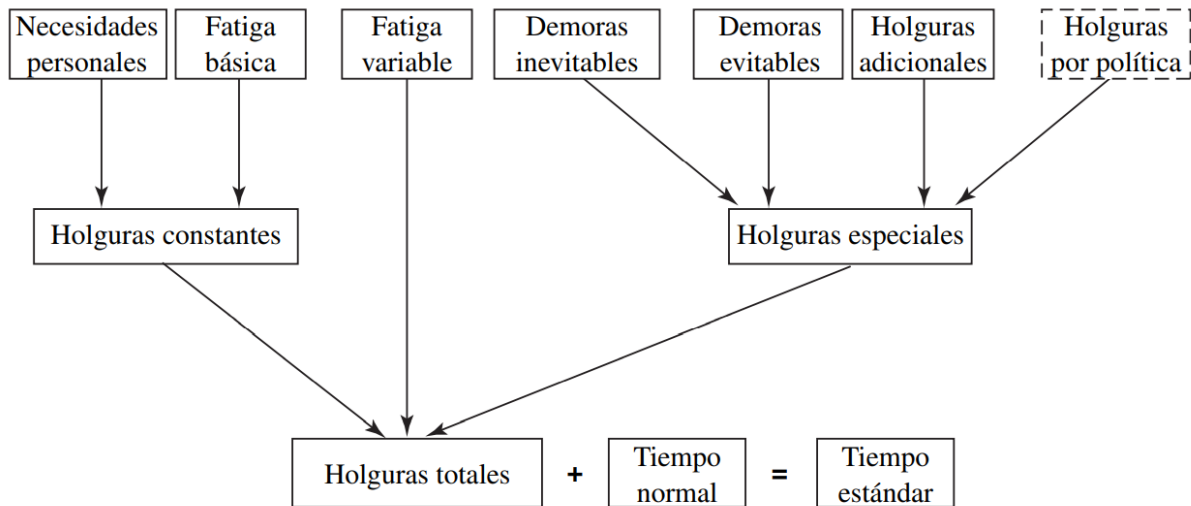 Necesidades
personales
Fatiga
básica
Fatiga
variable
Demoras
inevitables
Demoras
evitables
Holguras
adicionales
Holguras
por política
Holguras constantes
Holguras especiales
Holguras totales
+
Tiempo
normal
=
Tiempo
estándar